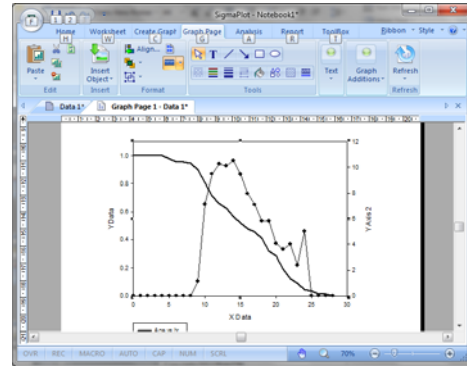 SigmaPlot - Notebook1*
F
1 2
Home Worksheet Create Graph Graph Page Analysis Report Toolbox Ribbon Style
H W C G A R T
Paste
Insert
Object
Align...
T
Text
Graph
Additions
Refresh
Edit Insert Format Tools Refresh
Data 1* Graph Page 1 - Data 1*
Y Data
1.0
0.8
0.6
0.4
0.2
0.0
0 5 10 15 20 25 30
X Data
12
10
8
6
4
2
0
Y Axis 2
OVR REC MACRO AUTO CAP NUM SCRL 70%